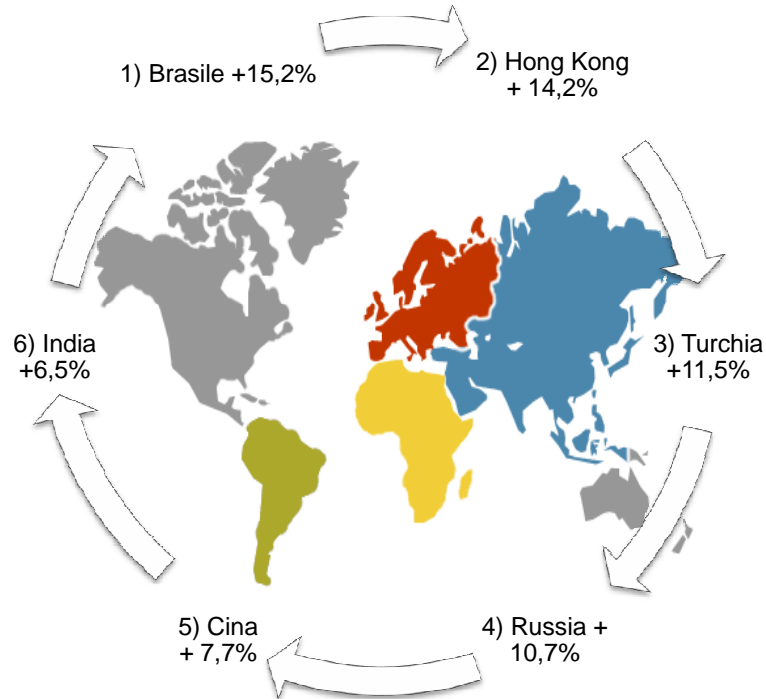 1) Brasile +15,2%
2) Hong Kong
+ 14,2%
3) Turchia
+11,5%
4) Russia +
10,7%
5) Cina
+ 7,7%
6) India
+6,5%